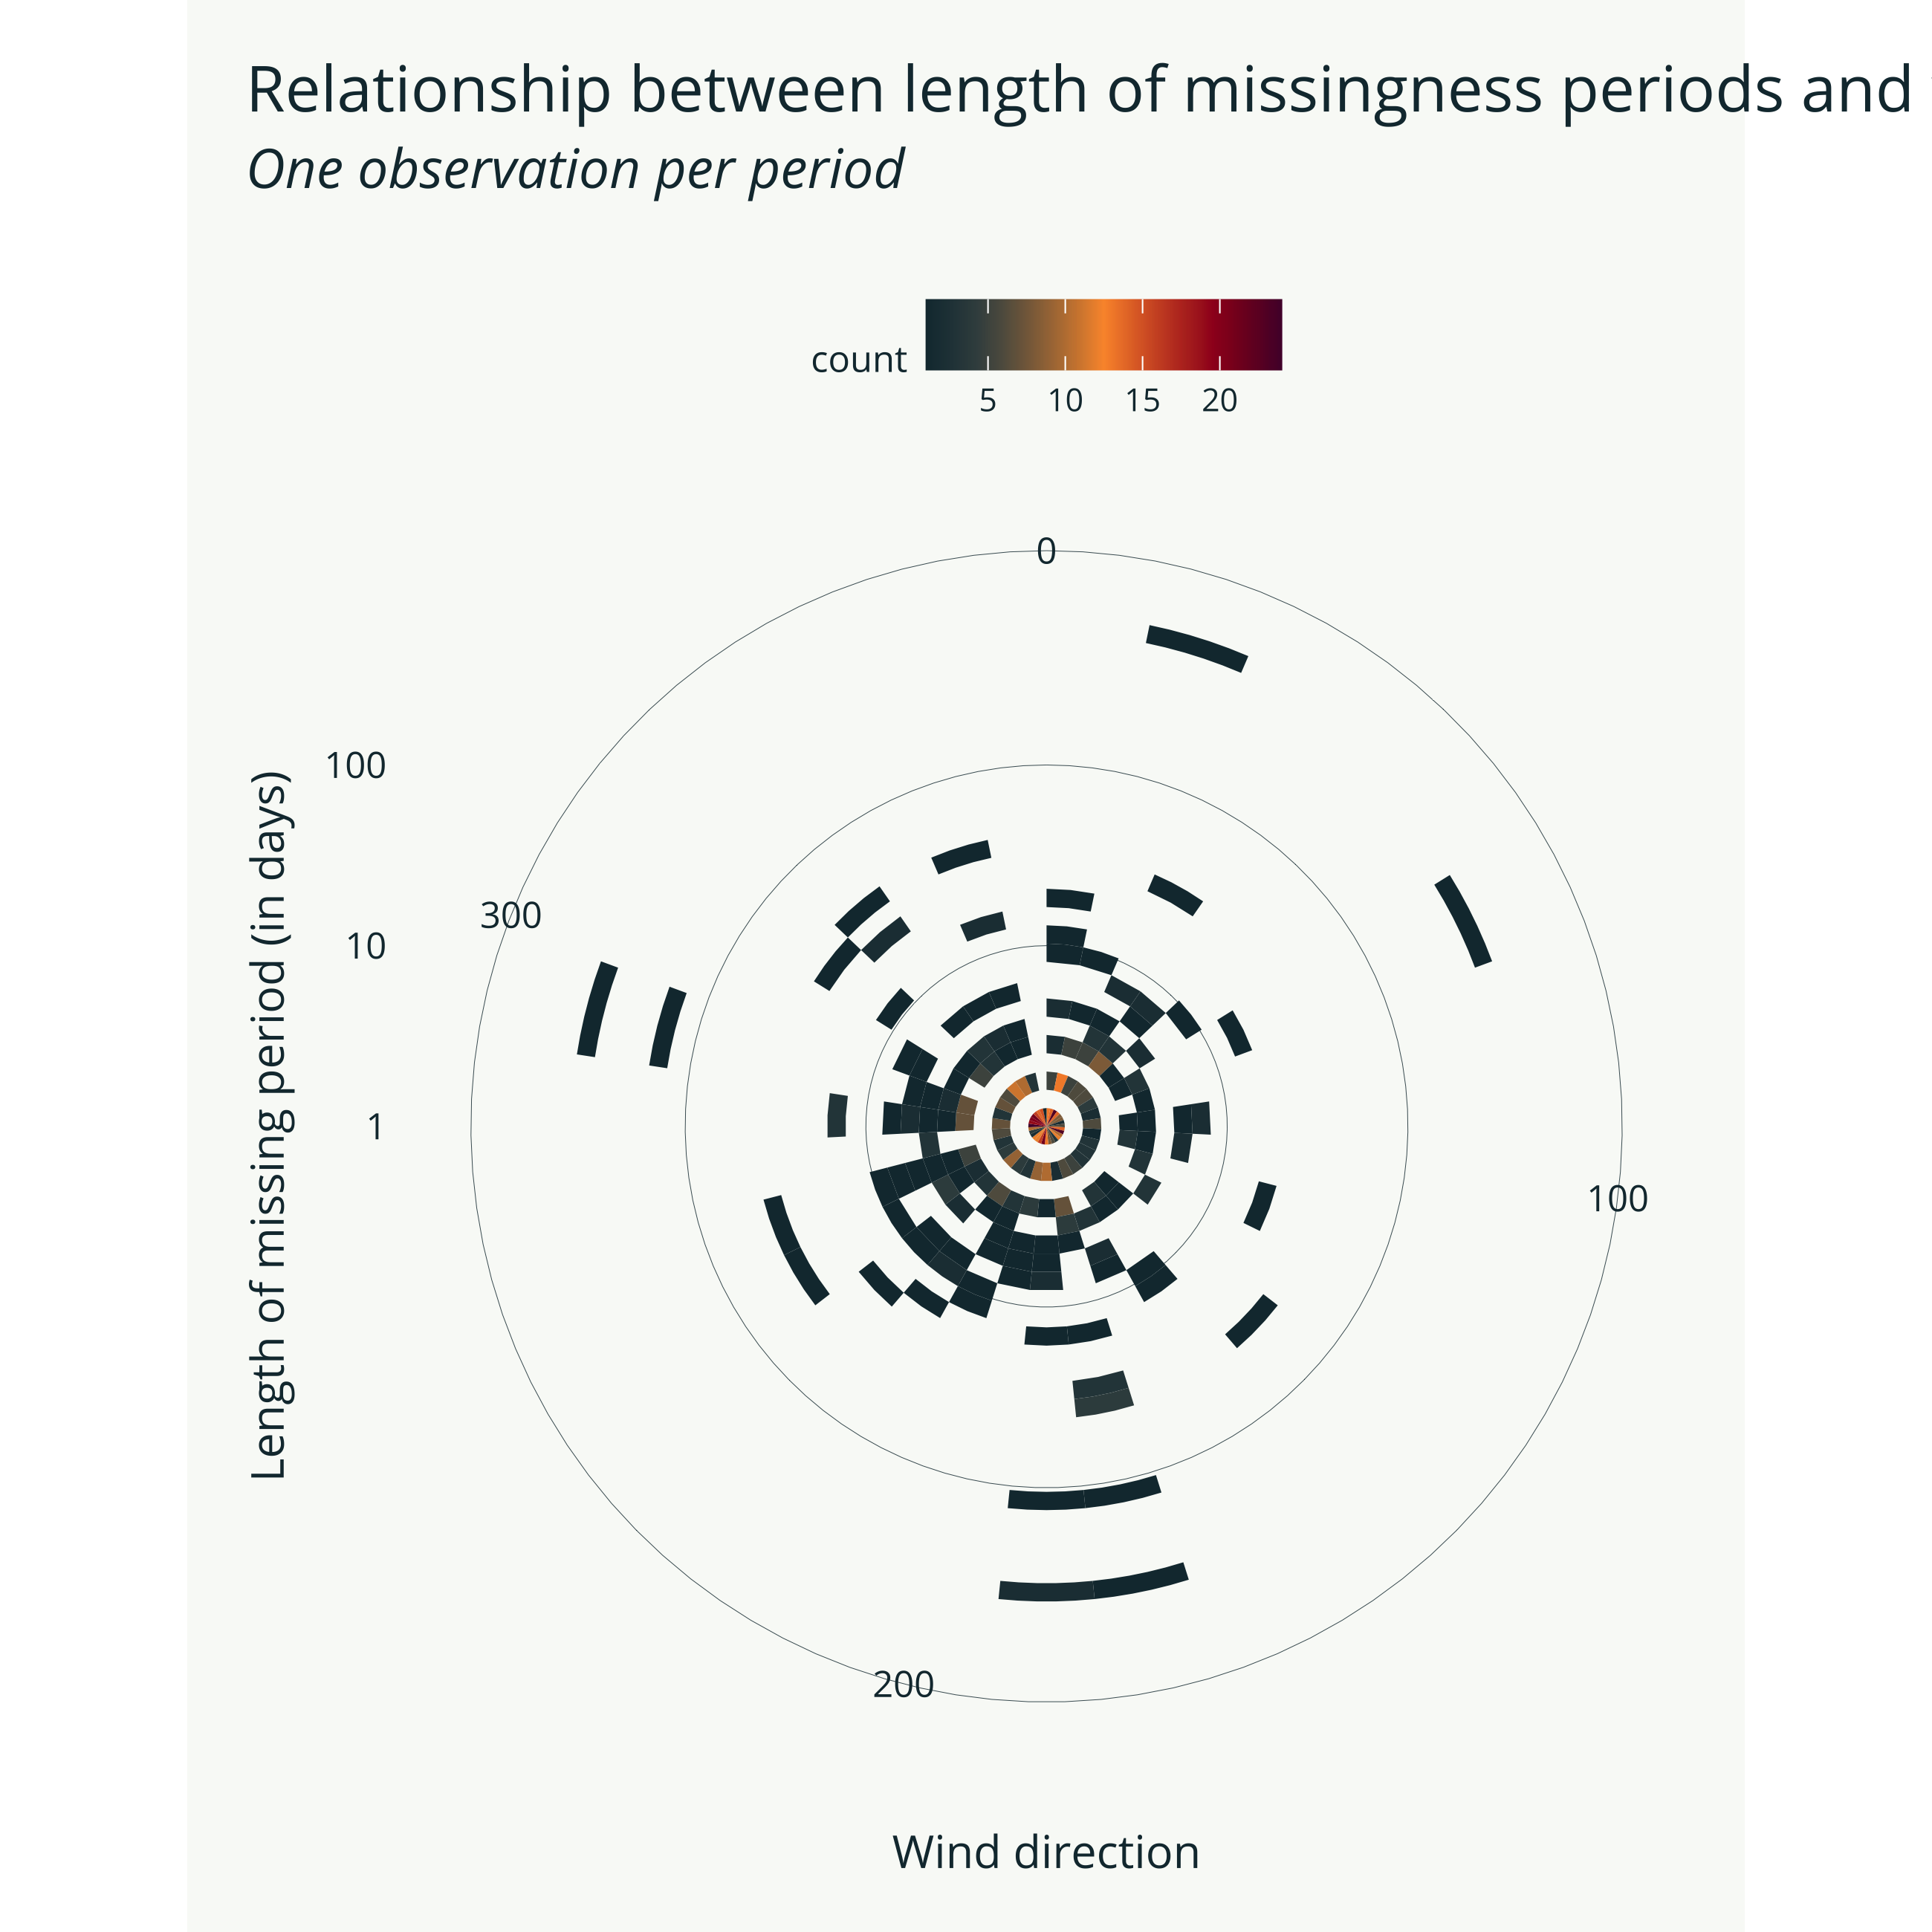 Relationship between length of missingness periods and
One observation per period
count
5 10 15 20
0
100
300
10
1
100
200
Length of missing period (in days)
Wind direction